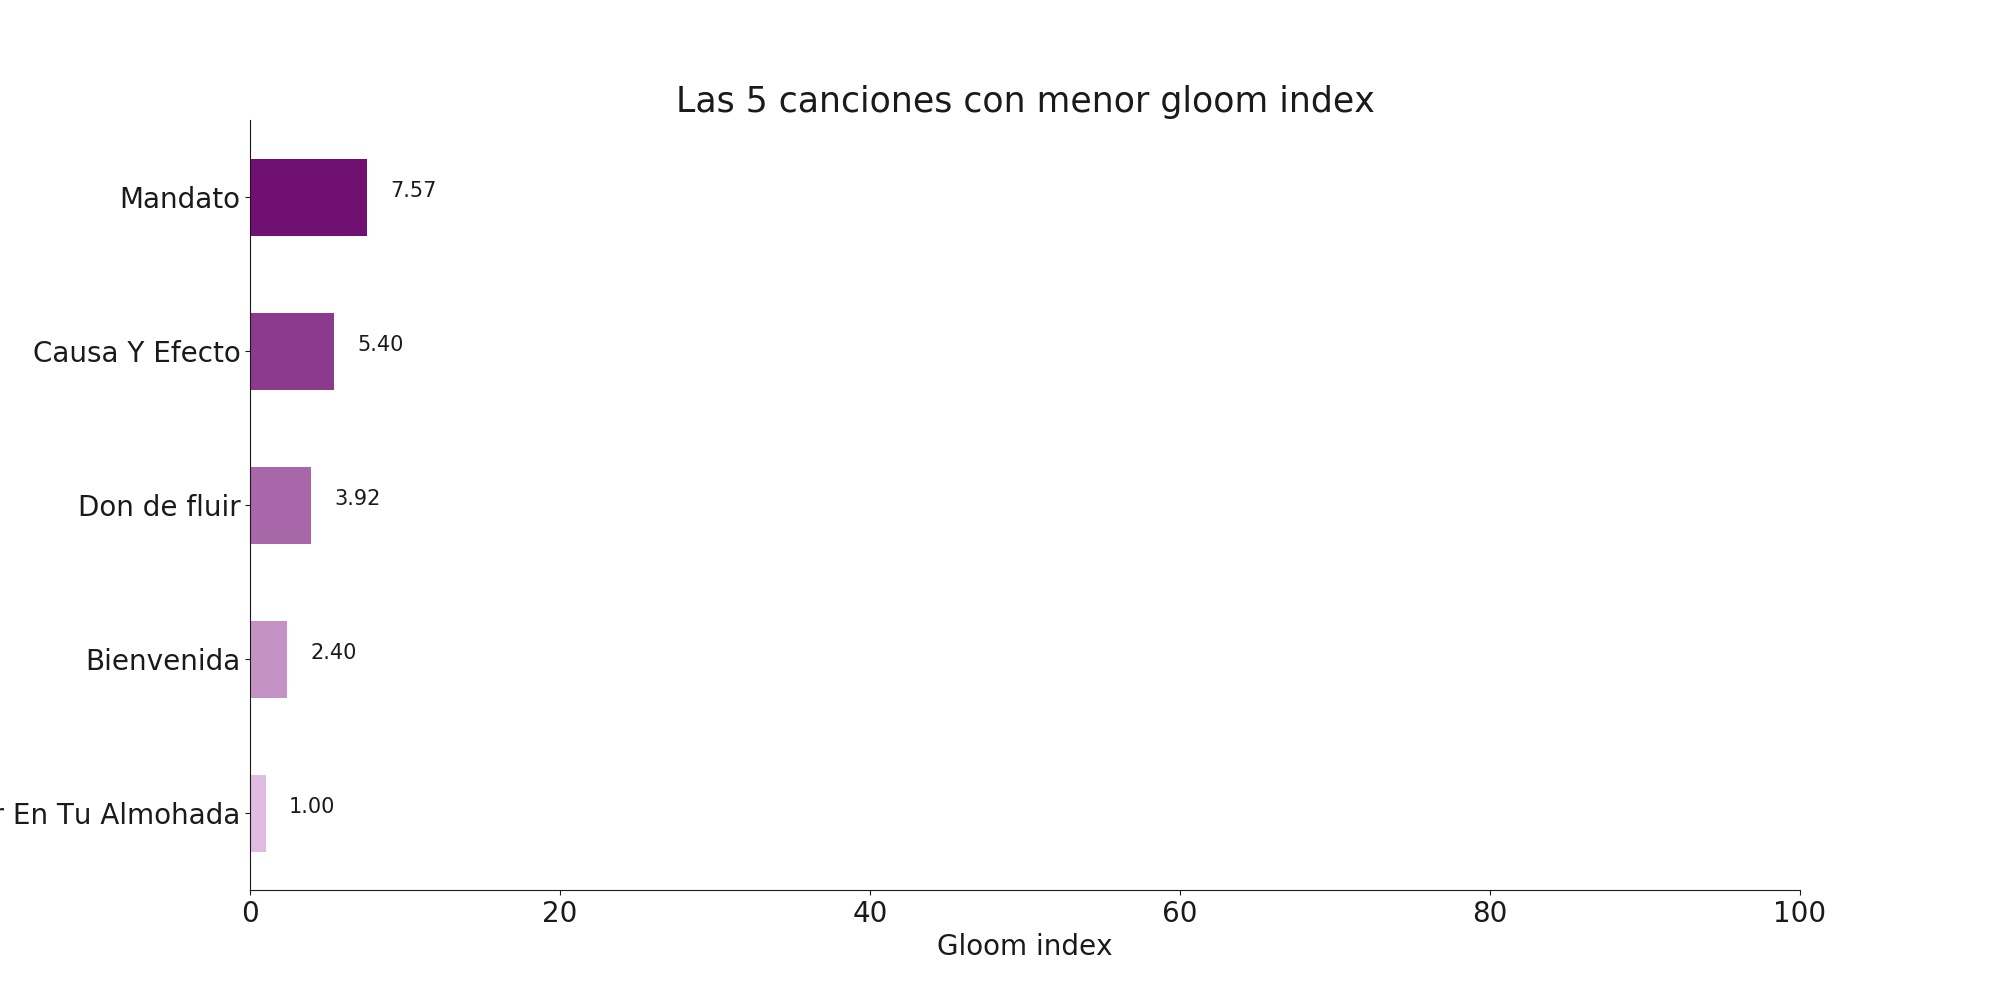 Las 5 canciones con menor gloom index
Mandato
7.57
Causa Y Efecto
5.40
Don de fluir
3.92
Bienvenida
2.40
En Tu Almohada
1.00
0 20 40 60 80 100
Gloom index